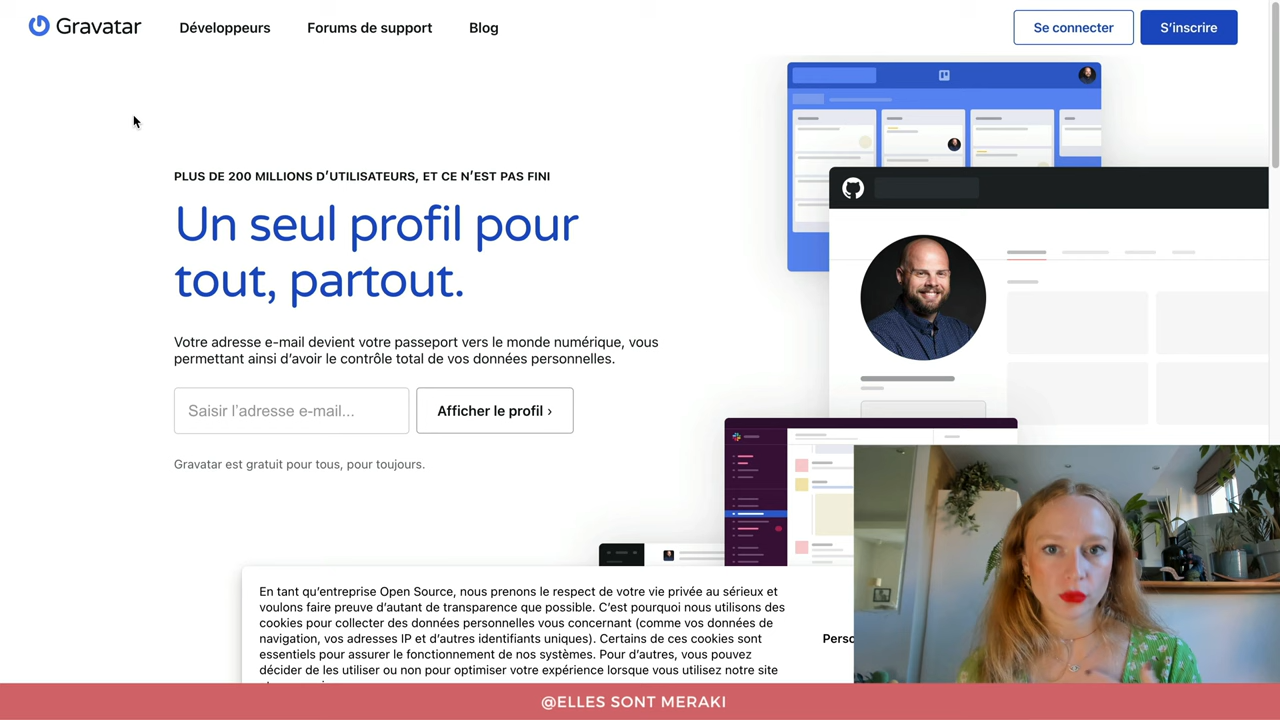 Gravatar
Développeurs
Forums de support
Blog
Se connecter
S'inscrire
PLUS DE 200 MILLIONS D'UTILISATEURS, ET CE N'EST PAS FINI
Un seul profil pour
tout, partout.
Votre adresse e-mail devient votre passeport vers le monde numérique, vous
permettant ainsi d'avoir le contrôle total de vos données personnelles.
Saisir l'adresse e-mail...
Afficher le profil ›
Gravatar est gratuit pour tous, pour toujours.
En tant qu'entreprise Open Source, nous prenons le respect de votre vie privée au sérieux et
voulons faire preuve d'autant de transparence que possible. C'est pourquoi nous utilisons des
cookies pour collecter des données personnelles vous concernant (comme vos données de
navigation, vos adresses IP et d'autres identifiants uniques). Certains de ces cookies sont
essentiels pour assurer le fonctionnement de nos systèmes. Pour d'autres, vous pouvez
décider de les utiliser ou non pour optimiser votre expérience lorsque vous utilisez notre site
Perso
@ELLES SONT MERAKI